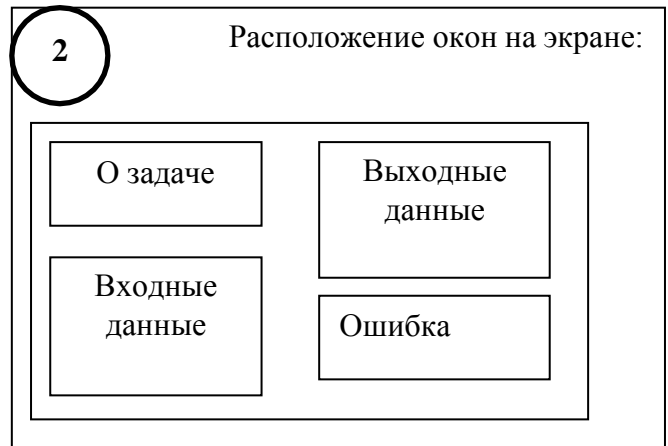 2
Расположение окон на экране:
О задаче
Выходные
данные
Входные
данные
Ошибка